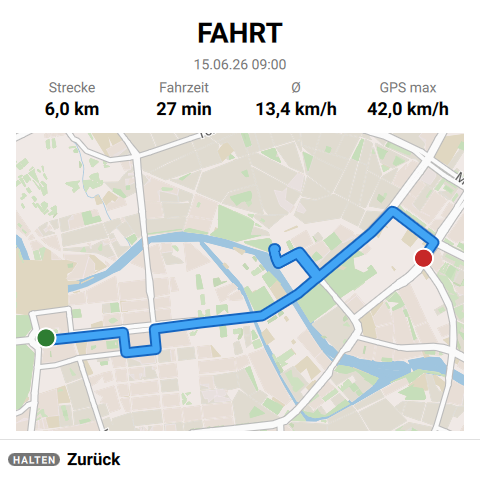 FAHRT
15.06.26 09:00
Strecke Fahrzeit Ø GPS max
6,0 km 27 min 13,4 km/h 42,0 km/h
HALTEN Zurück